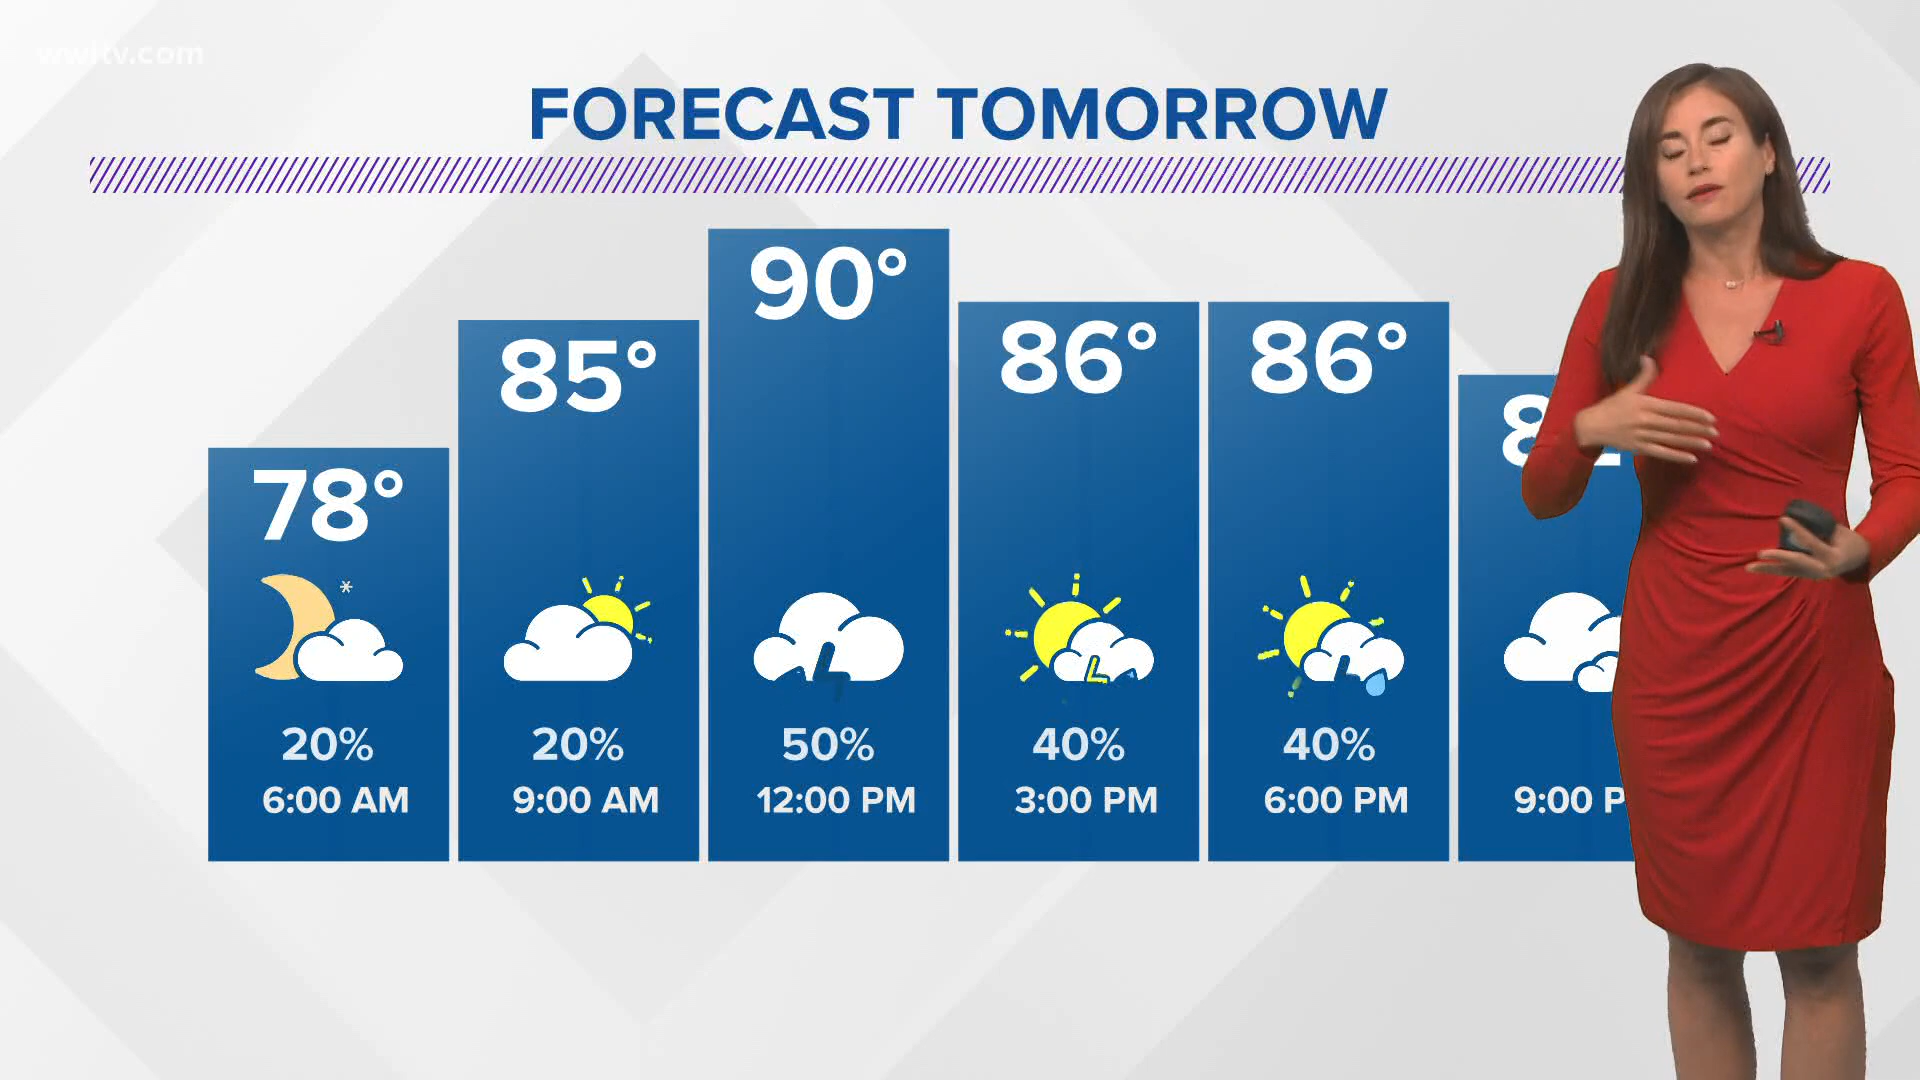 wwltv.com
FORECAST TOMORROW
78° 85° 90° 86° 86°
20% 20% 50% 40% 40%
6:00 AM 9:00 AM 12:00 PM 3:00 PM 6:00 PM 9:00 P